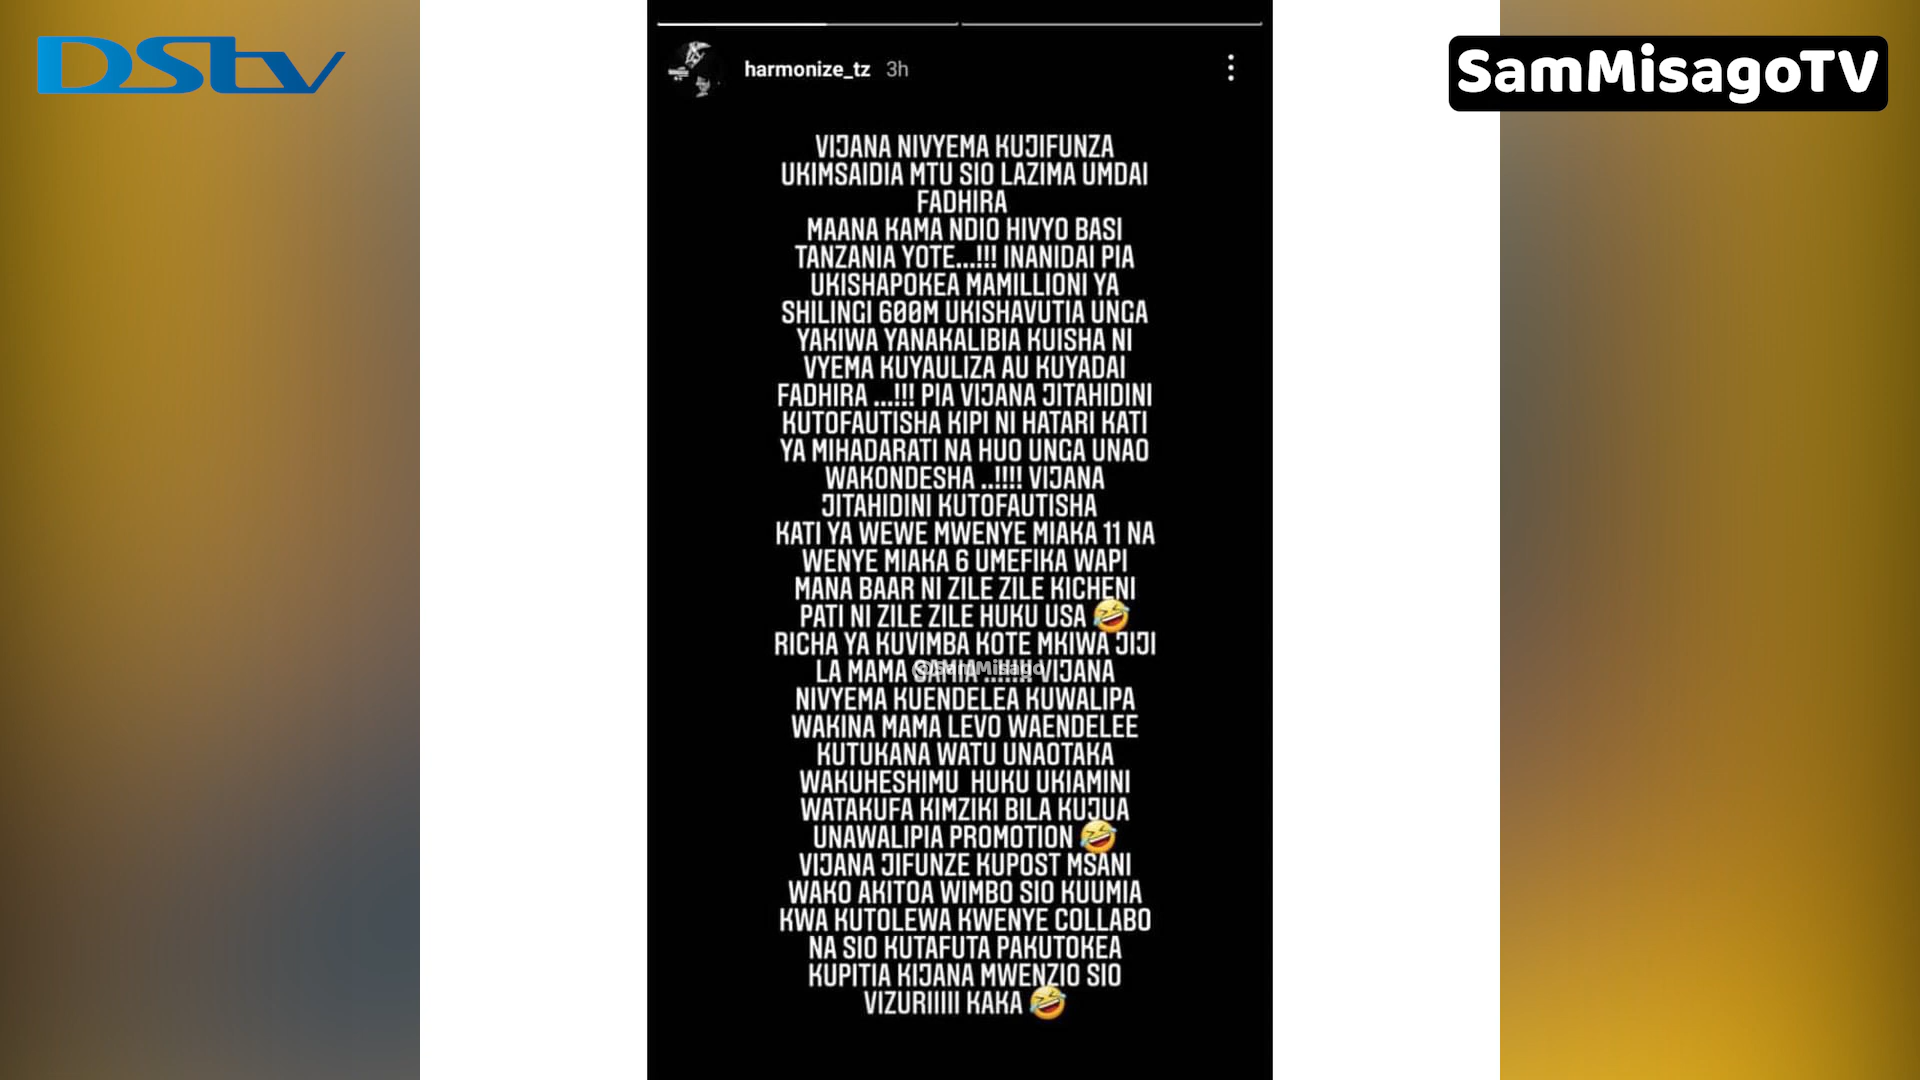 DStv
SamMisagoTV
harmonize_tz 3h
VIJANA NIVYEMA KUJIFUNZA
UKIMSAIDIA MTU SIO LAZIMA UMDAI
FADHIRA
MAANA KAMA NDIO HIVYO BASI
TANZANIA YOTE...!!! INANIDAI PIA
UKISHAPOKEA MAMILLIONI YA
SHILINGI 600M UKISHAVUTIA UNGA
YAKIWA YANAKALIBIA KUISHA NI
VYEMA KUYAULIZA AU KUYADAI
FADHIRA ...!!! PIA VIJANA JITAHIDINI
KUTOFAUTISHA KIPI NI HATARI KATI
YA MIHADARATI NA HUO UNGA UNAO
WAKONDESHA ..!!!! VIJANA
JITAHIDINI KUTOFAUTISHA
KATI YA WEWE MWENYE MIAKA 11 NA
WENYE MIAKA 6 UMEFIKA WAPI
MANA BAAR NI ZILE ZILE KICHENI
PATI NI ZILE ZILE HUKU USA 🤣
RICHA YA KUVIMBA KOTE MKIWA JIJI
LA MAMA SAMIA .......!! VIJANA
@SamMisago
NIVYEMA KUENDELEA KUWALIPA
WAKINA MAMA LEVO WAENDELEE
KUTUKANA WATU UNAOTAKA
WAKUHESHIMU HUKU UKIAMINI
WATAKUFA KIMZIKI BILA KUJUA
UNAWALIPIA PROMOTION 🤣
VIJANA JIFUNZE KUPOST MSANI
WAKO AKITOA WIMBO SIO KUUMIA
KWA KUTOLEWA KWENYE COLLABO
NA SIO KUTAFUTA PAKUTOKEA
KUPITIA KIJANA MWENZIO SIO
VIZURIIIII KAKA 🤣